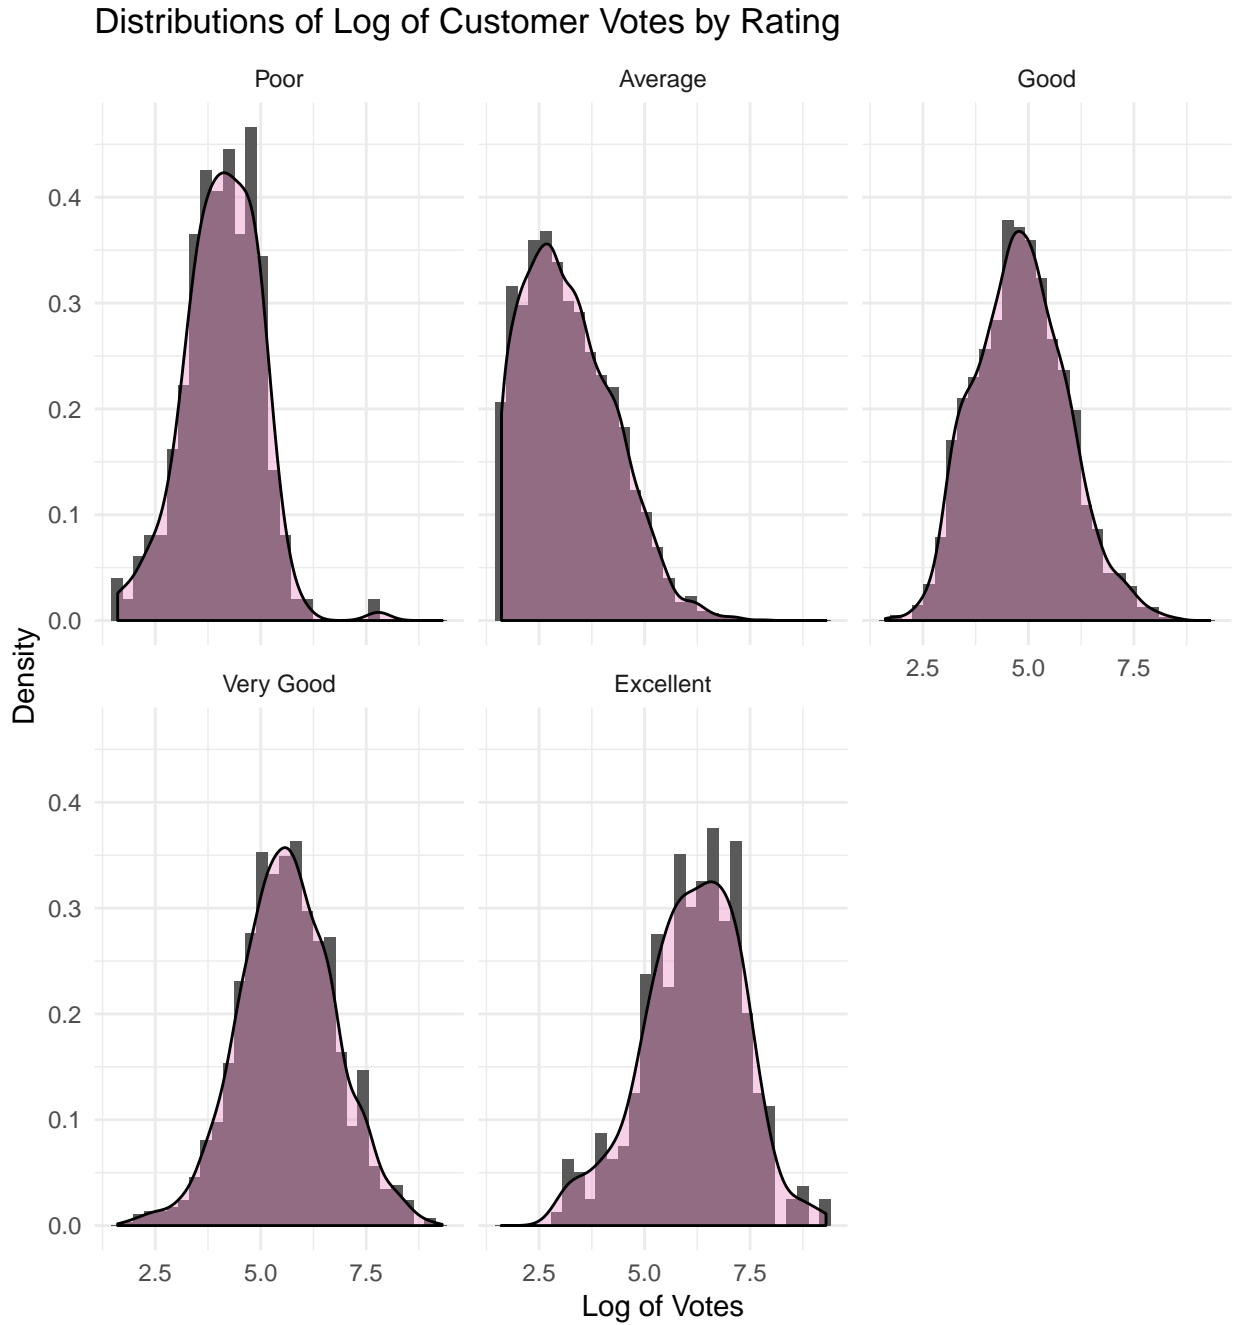 Distributions of Log of Customer Votes by Rating
Poor
Average
Good
0.4
0.3
0.2
0.1
0.0
2.5 5.0 7.5
Very Good
Excellent
Density
0.4
0.3
0.2
0.1
0.0
2.5 5.0 7.5
2.5 5.0 7.5
Log of Votes